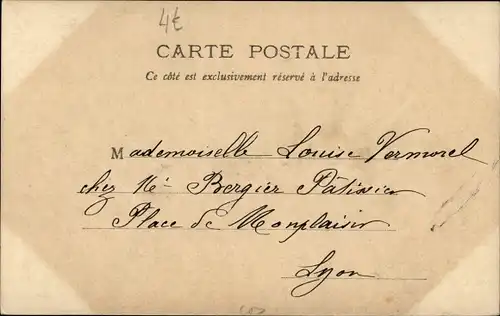 4€
CARTE POSTALE
Ce côté est exclusivement réservé à l'adresse
Mademoiselle Louise Vermorel
chez Mr Bergier Pâtissier
Place de Monplaisir
Lyon